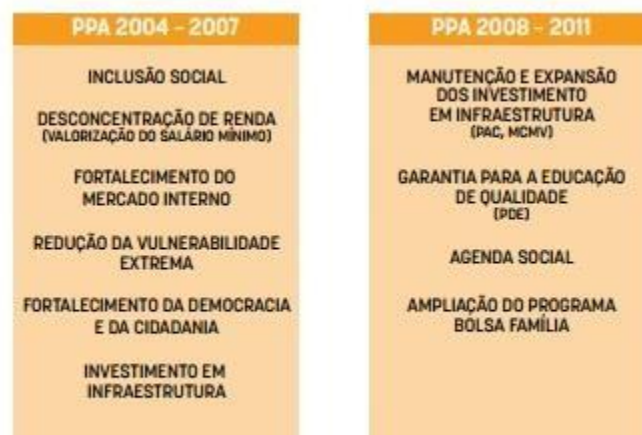 PPA 2004 - 2007
INCLUSÃO SOCIAL
DESCONCENTRAÇÃO DE RENDA
(VALORIZAÇÃO DO SALÁRIO MÍNIMO)
FORTALECIMENTO DO
MERCADO INTERNO
REDUÇÃO DA VULNERABILIDADE
EXTREMA
FORTALECIMENTO DA DEMOCRACIA
E DA CIDADANIA
INVESTIMENTO EM
INFRAESTRUTURA
PPA 2008 - 2011
MANUTENÇÃO E EXPANSÃO
DOS INVESTIMENTO
EM INFRAESTRUTURA
(PAC, MCMV)
GARANTIA PARA A EDUCAÇÃO
DE QUALIDADE
(PDE)
AGENDA SOCIAL
AMPLIAÇÃO DO PROGRAMA
BOLSA FAMÍLIA